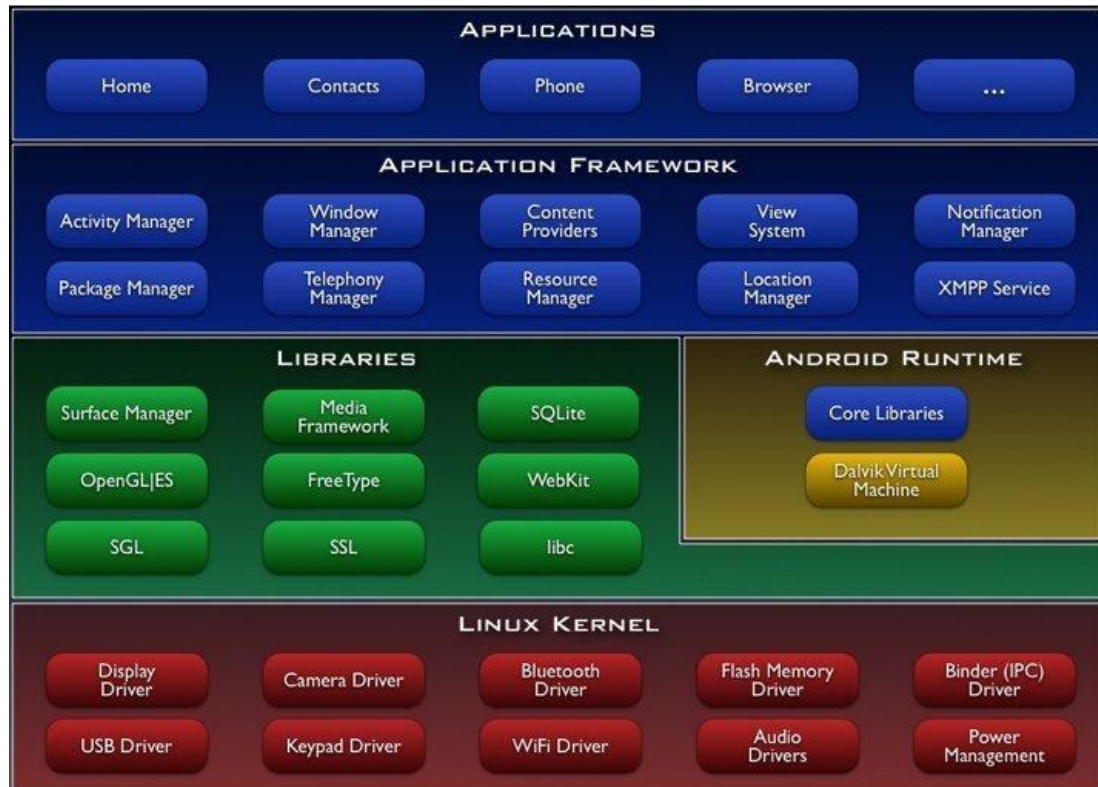 APPLICATIONS
Home
Contacts
Phone
Browser
...
APPLICATION FRAMEWORK
Activity Manager
Window
Manager
Content
Providers
View
System
Notification
Manager
Package Manager
Telephony
Manager
Resource
Manager
Location
Manager
XMPP Service
LIBRARIES
Surface Manager
Media
Framework
SQLite
OpenGL|ES
FreeType
WebKit
SGL
SSL
libc
ANDROID RUNTIME
Core Libraries
Dalvik Virtual
Machine
LINUX KERNEL
Display
Driver
Camera Driver
Bluetooth
Driver
Flash Memory
Driver
Binder (IPC)
Driver
USB Driver
Keypad Driver
WiFi Driver
Audio
Drivers
Power
Management